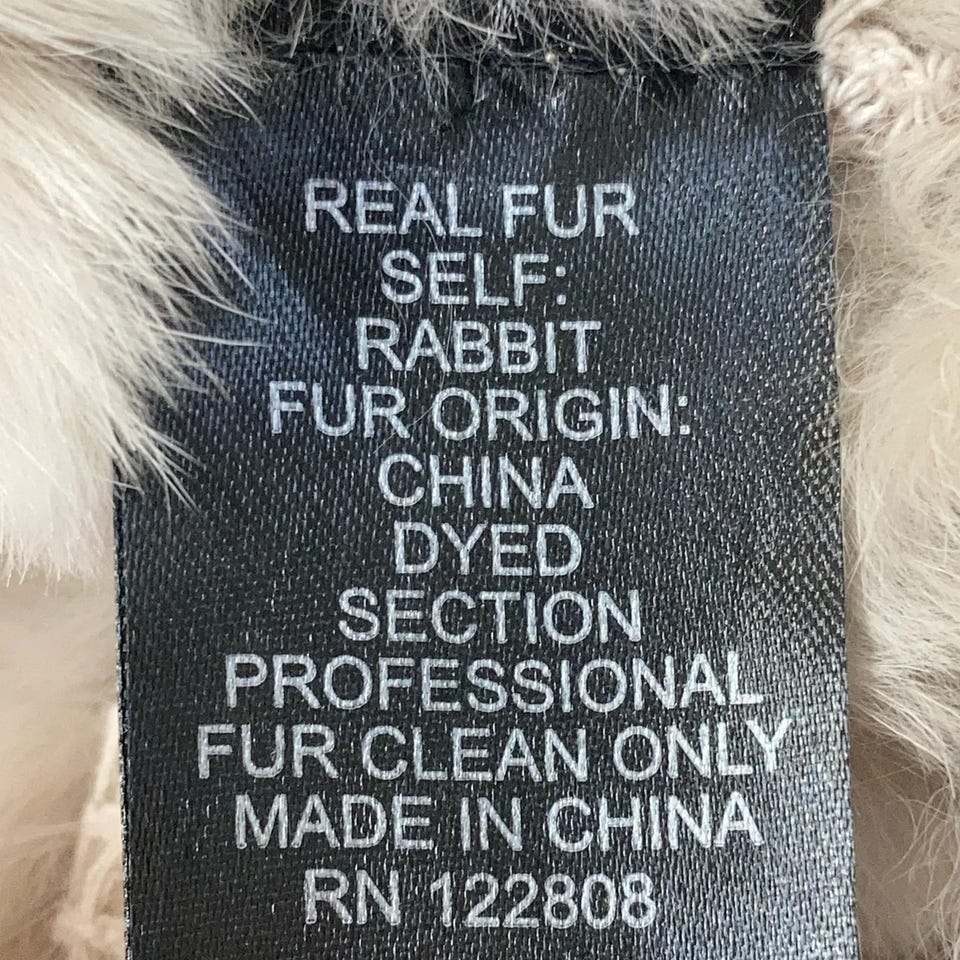 REAL FUR
SELF:
RABBIT
FUR ORIGIN:
CHINA
DYED
SECTION
PROFESSIONAL
FUR CLEAN ONLY
MADE IN CHINA
RN 122808